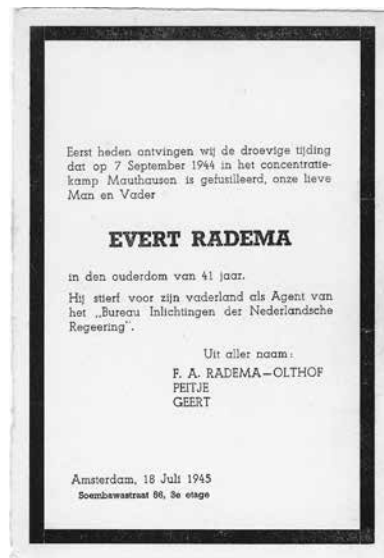 Eerst heden ontvingen wij de droevige tijding
dat op 7 September 1944 in het concentratie-
kamp Mauthausen is gefusilleerd, onze lieve
Man en Vader
EVERT RADEMA
in den ouderdom van 41 jaar.
Hij stierf voor zijn vaderland als Agent van
het „Bureau Inlichtingen der Nederlandsche
Regeering".
Uit aller naam:
F. A. RADEMA—OLTHOF
PEITJE
GEERT
Amsterdam, 18 Juli 1945
Soembawastraat 56, 3e etage